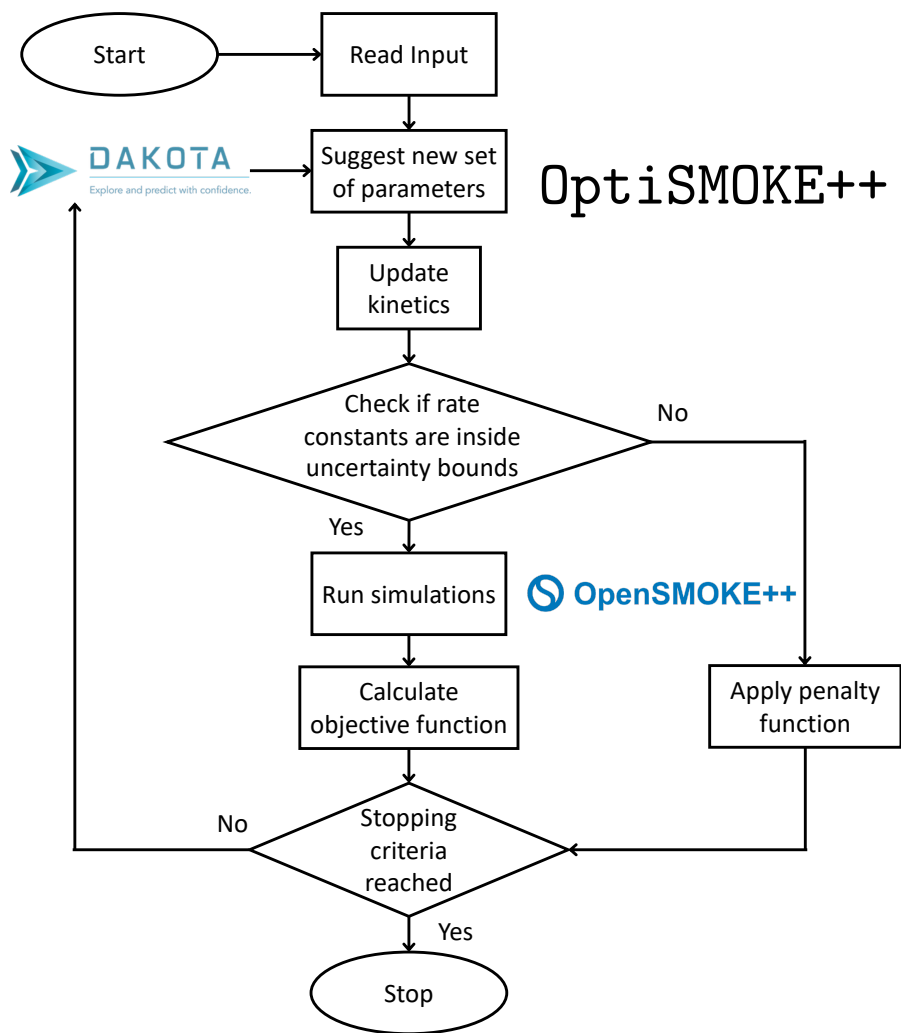 Start
Read Input
DAKOTA
Explore and predict with confidence.
Suggest new set
of parameters
OptiSMOKE++
Update
kinetics
Check if rate
constants are inside
uncertainty bounds
No
Yes
Run simulations
OpenSMOKE++
Calculate
objective function
Apply penalty
function
No
Stopping
criteria
reached
Yes
Stop